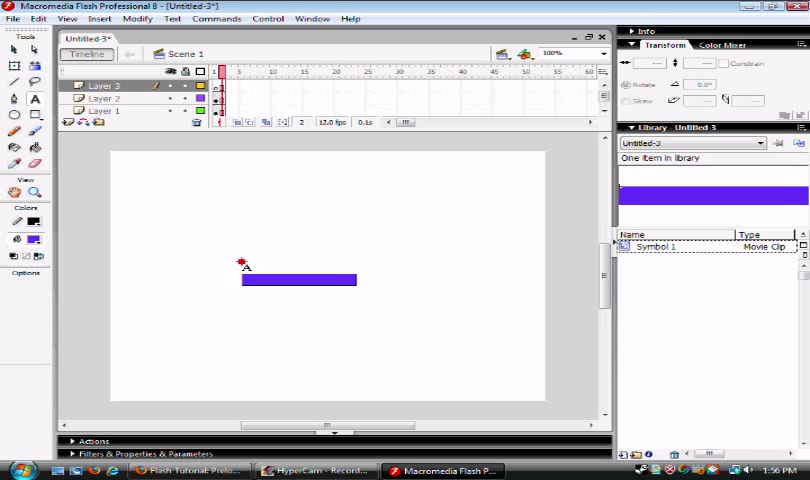 Macromedia Flash Professional 8 - [Untitled-3*]
File Edit View Insert Modify Text Commands Control Window Help
Tools
Untitled-3*
Timeline Scene 1 100%
1 5 10 15 20 25 30 35 40 45 50 55 60
Layer 3
Layer 2
Layer 1
2 12.0 fps 0.1s
A
View
Colors
Options
A
Info
Transform Color Mixer
Constrain
Rotate 0.0°
Skew
Library - Untitled-3
Untitled-3
One item in library
Name Type
Symbol 1 Movie Clip
Actions
Filters & Properties & Parameters
Flash Tutorial: Prelo... HyperCam - Record... Macromedia Flash P... 1:56 PM